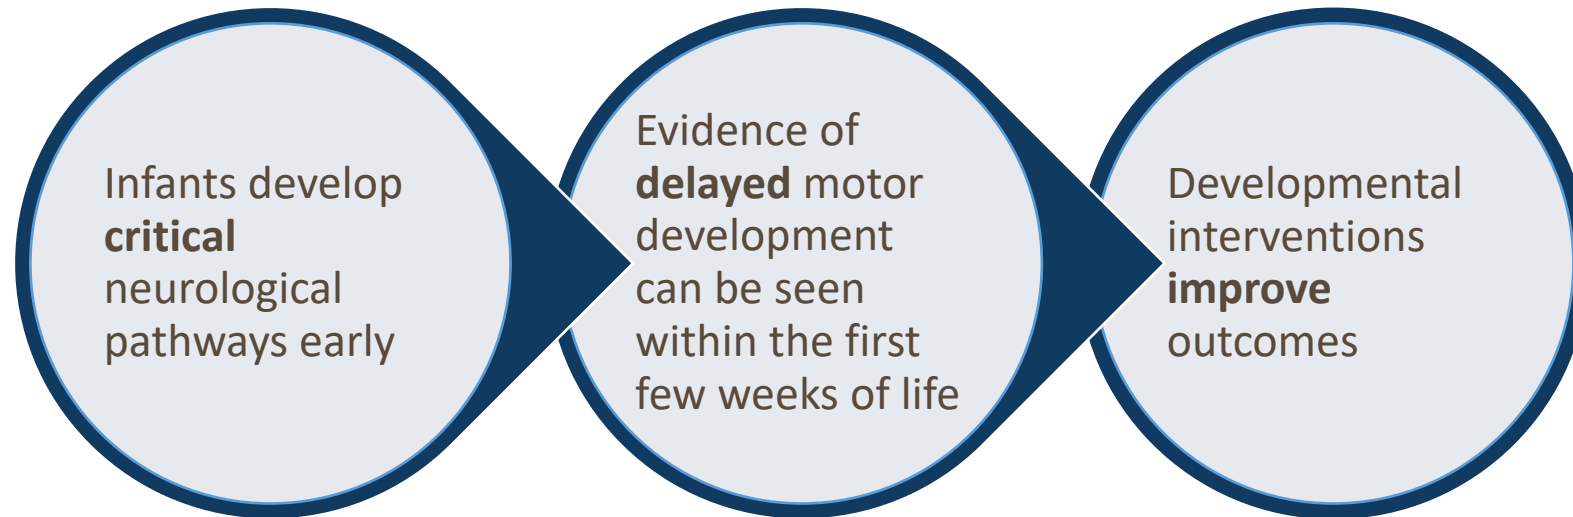 Infants develop
critical
neurological
pathways early
Evidence of
delayed motor
development
can be seen
within the first
few weeks of life
Developmental
interventions
improve
outcomes